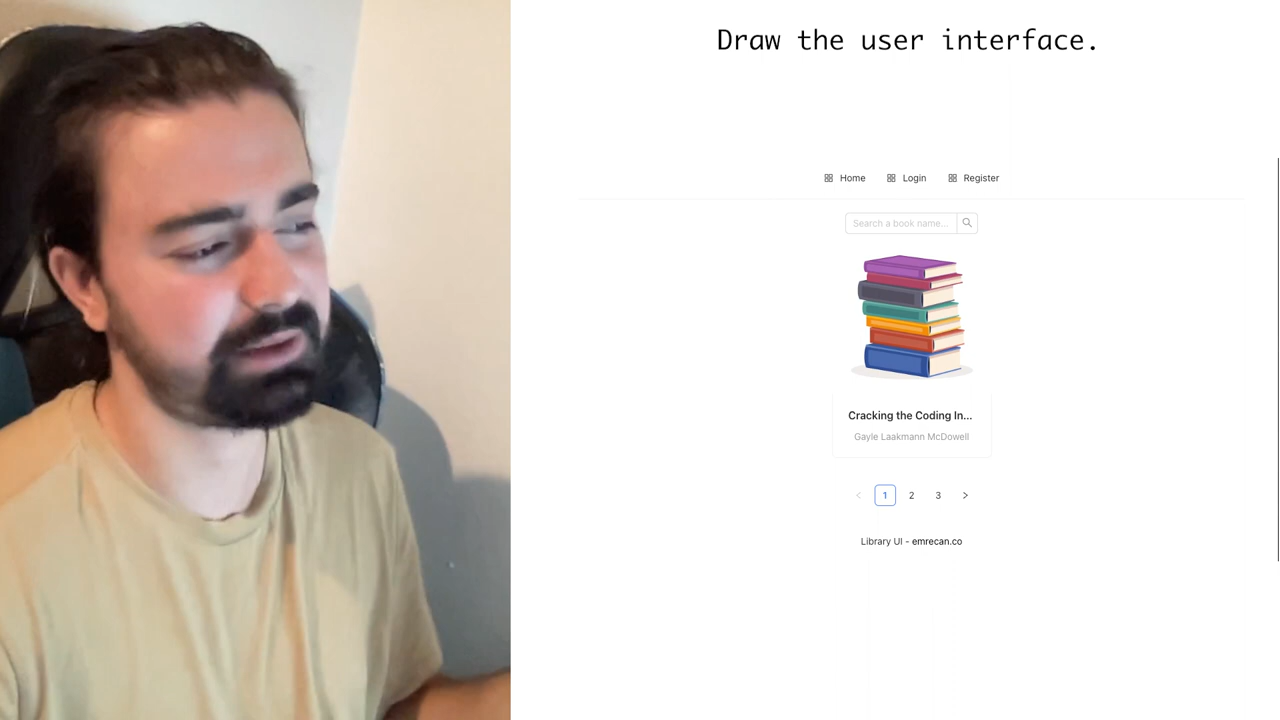 Draw the user interface.
Home Login Register
Search a book name...
Cracking the Coding In...
Gayle Laakmann McDowell
1 2 3
Library UI - emrecan.co